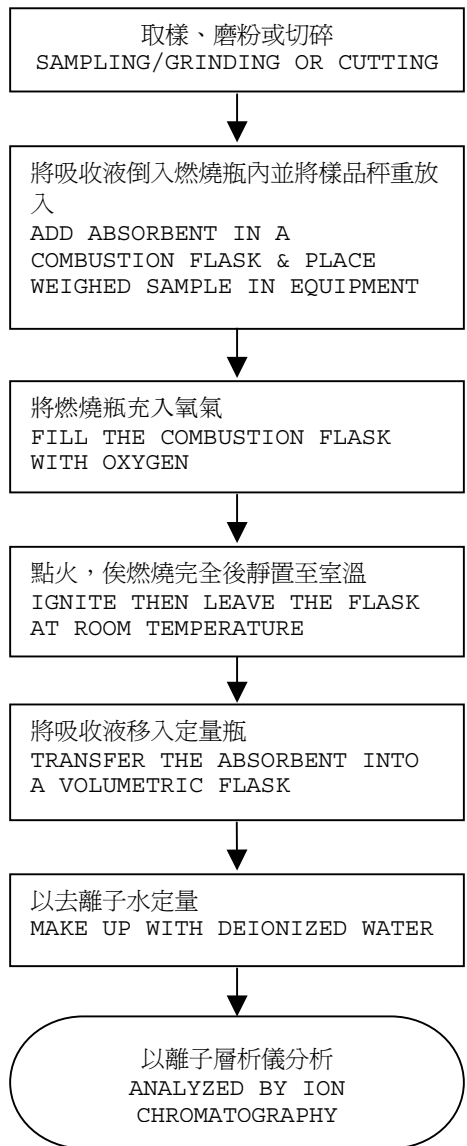 取樣、磨粉或切碎
SAMPLING/GRINDING OR CUTTING
將吸收液倒入燃燒瓶內並將樣品秤重放
入
ADD ABSORBENT IN A
COMBUSTION FLASK & PLACE
WEIGHED SAMPLE IN EQUIPMENT
將燃燒瓶充入氧氣
FILL THE COMBUSTION FLASK
WITH OXYGEN
點火，俟燃燒完全後靜置至室溫
IGNITE THEN LEAVE THE FLASK
AT ROOM TEMPERATURE
將吸收液移入定量瓶
TRANSFER THE ABSORBENT INTO
A VOLUMETRIC FLASK
以去離子水定量
MAKE UP WITH DEIONIZED WATER
以離子層析儀分析
ANALYZED BY ION
CHROMATOGRAPHY